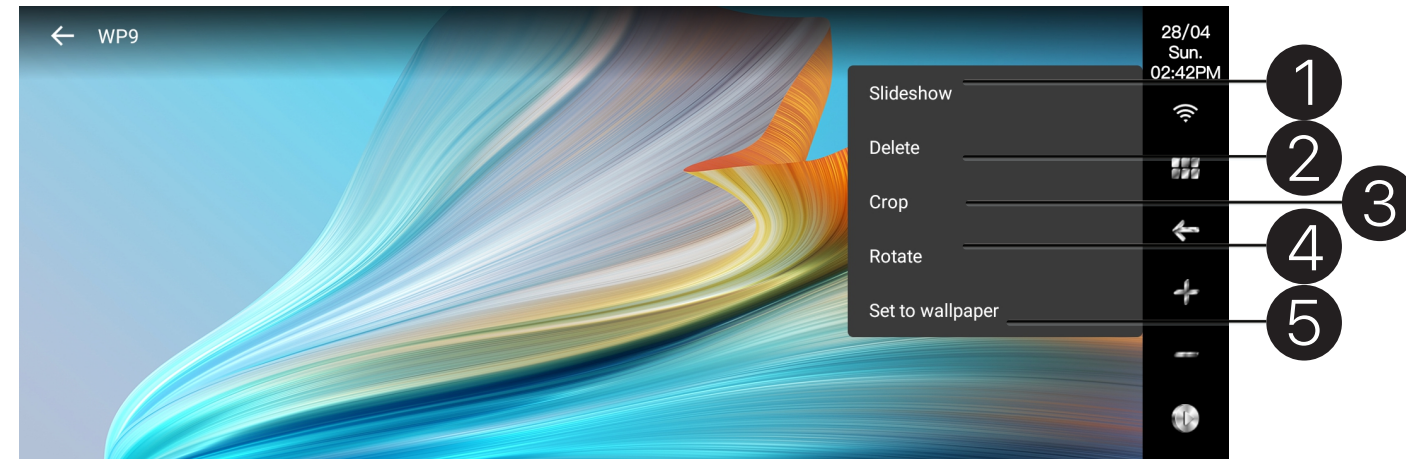 WP9
28/04
Sun.
02:42PM
Slideshow
Delete
Crop
Rotate
Set to wallpaper
1
2
3
4
5